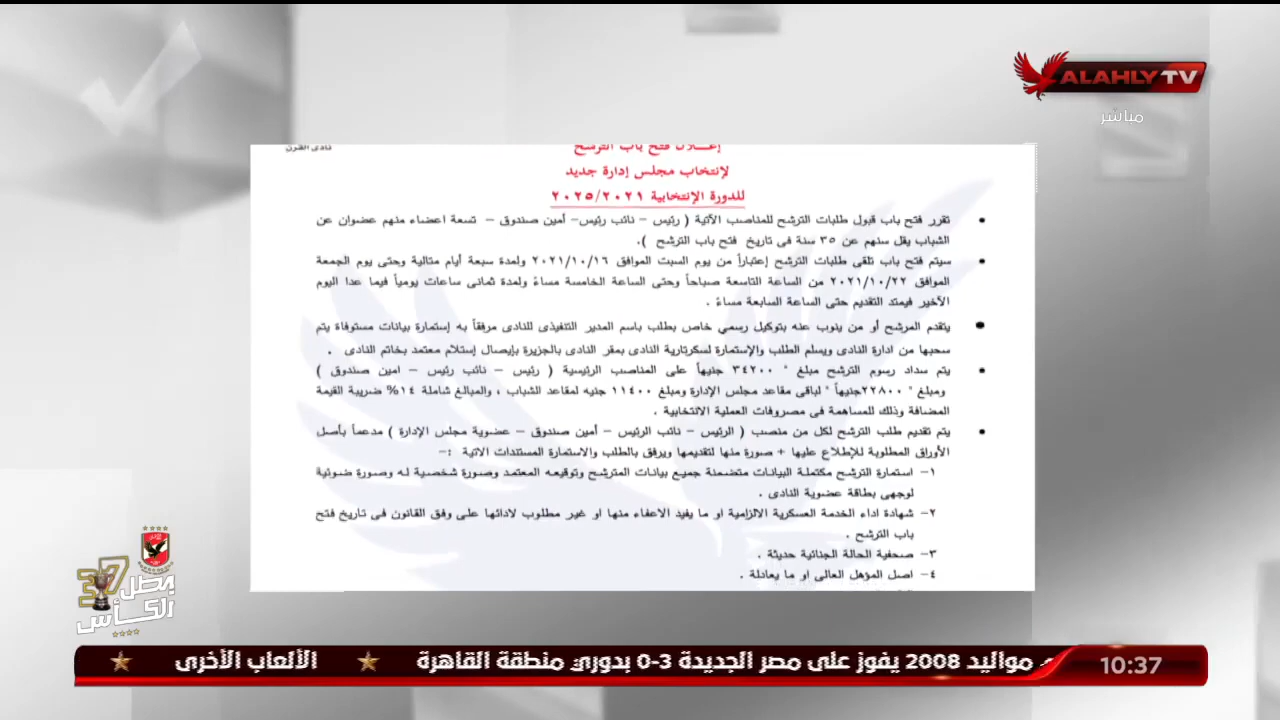 ALAHLY TV
مباشر
نادى القرن
إعـــلان فتح باب الترشح
لإنتخاب مجلس إدارة جديد
للدورة الإنتخابية ٢٠٢٥/٢٠٢١
• تقرر فتح باب قبول طلبات الترشح للمناصب الآتية ( رئيس – نائب رئيس– أمين صندوق – تسعة اعضاء منهم عضوان عن
الشباب يقل سنهم عن ٣٥ سنة فى تاريخ فتح باب الترشح ).
• سيتم فتح باب تلقى طلبات الترشح إعتباراً من يوم السبت الموافق ٢٠٢١/١٠/١٦ ولمدة سبعة أيام متتالية وحتى يوم الجمعة
الموافق ٢٠٢١/١٠/٢٢ من الساعة التاسعة صباحاً وحتى الساعة الخامسة مساءً ولمدة ثمانى ساعات يومياً فيما عدا اليوم
الأخير فيمتد التقديم حتى الساعة السابعة مساءً .
• يتقدم المرشح أو من ينوب عنه بتوكيل رسمي خاص بطلب باسم المدير التنفيذى للنادى مرفقاً به إستمارة بيانات مستوفاة يتم
سحبها من ادارة النادى ويسلم الطلب والإستمارة لسكرتارية النادى بمقر النادى بالجزيرة بإيصال إستلام معتمد بخاتم النادى .
• يتم سداد رسوم الترشح مبلغ " ٣٤٢٠٠ جنيهاً على المناصب الرئيسية ( رئيس – نائب رئيس – امين صندوق )
ومبلغ " ٢٢٨٠٠جنيهاً " لباقى مقاعد مجلس الإدارة ومبلغ ١١٤٠٠ جنيه لمقاعد الشباب ، والمبالغ شاملة ١٤% ضريبة القيمة
المضافة وذلك للمساهمة فى مصروفات العملية الانتخابية .
• يتم تقديم طلب الترشح لكل من منصب ( الرئيس – نائب الرئيس – أمين صندوق – عضوية مجلس الإدارة ) مدعماً بأصل
الأوراق المطلوبة للإطلاع عليها + صورة منها لتقديمها ويرفق بالطلب والاستمارة المستندات الاتية :–
١– استمارة الترشح مكتملة البيانات متضمنة جميع بيانات المترشح وتوقيعه المعتمد وصورة شخصية له وصورة ضوئية
لوجهى بطاقة عضوية النادى .
٢– شهادة اداء الخدمة العسكرية الالزامية او ما يفيد الاعفاء منها او غير مطلوب لادائها على وفق القانون فى تاريخ فتح
باب الترشح .
٣– صحفية الحالة الجنائية حديثة .
٤– اصل المؤهل العالى او ما يعادلة .
37
بطل
الكأس
مواليد 2008 يفوز على مصر الجديدة 3-0 بدوري منطقة القاهرة ★ الألعاب الأخرى ★
10:37